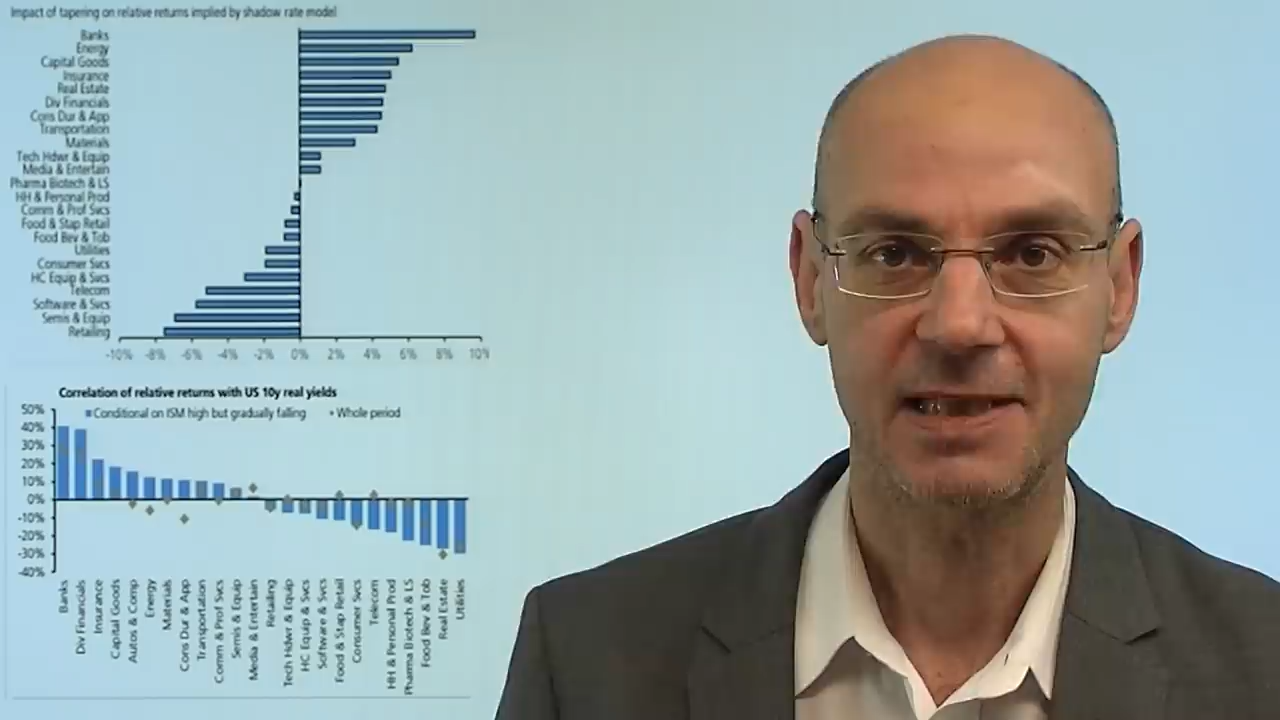 Impact of tapering on relative returns implied by shadow rate model
Banks
Energy
Capital Goods
Insurance
Real Estate
Div Financials
Cons Dur & App
Transportation
Materials
Tech Hdwr & Equip
Media & Entertain
Pharma Biotech & LS
HH & Personal Prod
Comm & Prof Svcs
Food & Stap Retail
Food Bev & Tob
Utilities
Consumer Svcs
HC Equip & Svcs
Telecom
Software & Svcs
Semis & Equip
Retailing
-10% -8% -6% -4% -2% 0% 2% 4% 6% 8% 10%
Correlation of relative returns with US 10y real yields
Conditional on ISM high but gradually falling Whole period
50%
40%
30%
20%
10%
0%
-10%
-20%
-30%
-40%
Banks
Div Financials
Insurance
Capital Goods
Autos & Comp
Energy
Materials
Cons Dur & App
Transportation
Comm & Prof Svcs
Semis & Equip
Media & Entertain
Retailing
Tech Hdwr & Equip
HC Equip & Svcs
Software & Svcs
Food & Stap Retail
Consumer Svcs
Telecom
HH & Personal Prod
Pharma Biotech & LS
Food Bev & Tob
Real Estate
Utilities